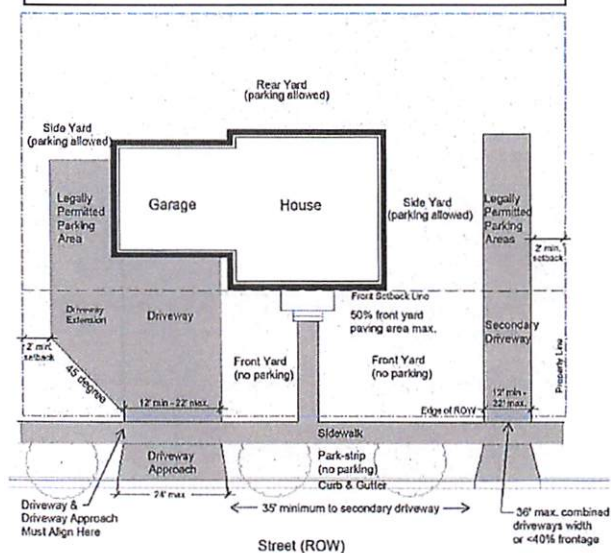 Rear Yard
(parking allowed)
Side Yard
(parking allowed)
Legally
Permitted
Parking
Area
Garage
House
Side Yard
(parking allowed)
Legally
Permitted
Parking
Areas
2' min.
setback
Front Setback Line
50% front yard
paving area max.
Driveway
Extension
Driveway
Secondary
Driveway
Property Line
2' min.
setback
45 degree
Front Yard
(no parking)
Front Yard
(no parking)
12' min - 22' max.
12' min -
22' max.
Edge of ROW
Sidewalk
Driveway
Approach
Park-strip
(no parking)
Curb & Gutter
24' max
35' minimum to secondary driveway
Driveway &
Driveway Approach
Must Align Here
36' max. combined
driveways width
or <40% frontage
Street (ROW)